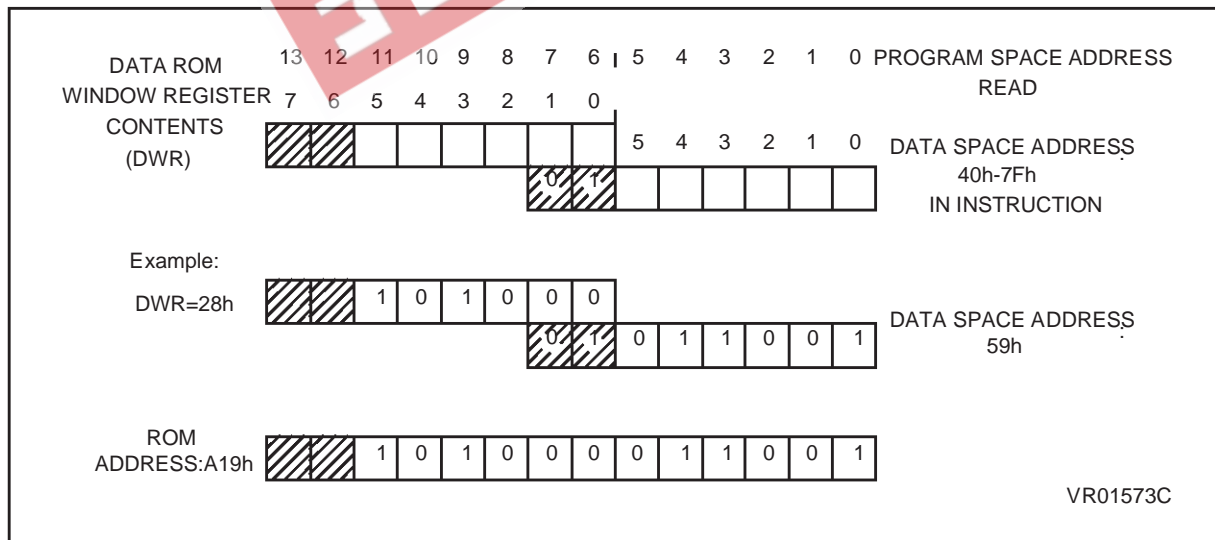 13 12 11 10 9 8 7 6 5 4 3 2 1 0 PROGRAM SPACE ADDRESS
READ
DATA ROM
WINDOW REGISTER 7 6 5 4 3 2 1 0
CONTENTS
(DWR)
5 4 3 2 1 0 DATA SPACE ADDRESS
0 1 40h-7Fh
IN INSTRUCTION
Example:
DWR=28h 1 0 1 0 0 0
0 1 0 1 1 0 0 1 DATA SPACE ADDRESS
59h
ROM
ADDRESS:A19h 1 0 1 0 0 0 0 1 1 0 0 1
VR01573C